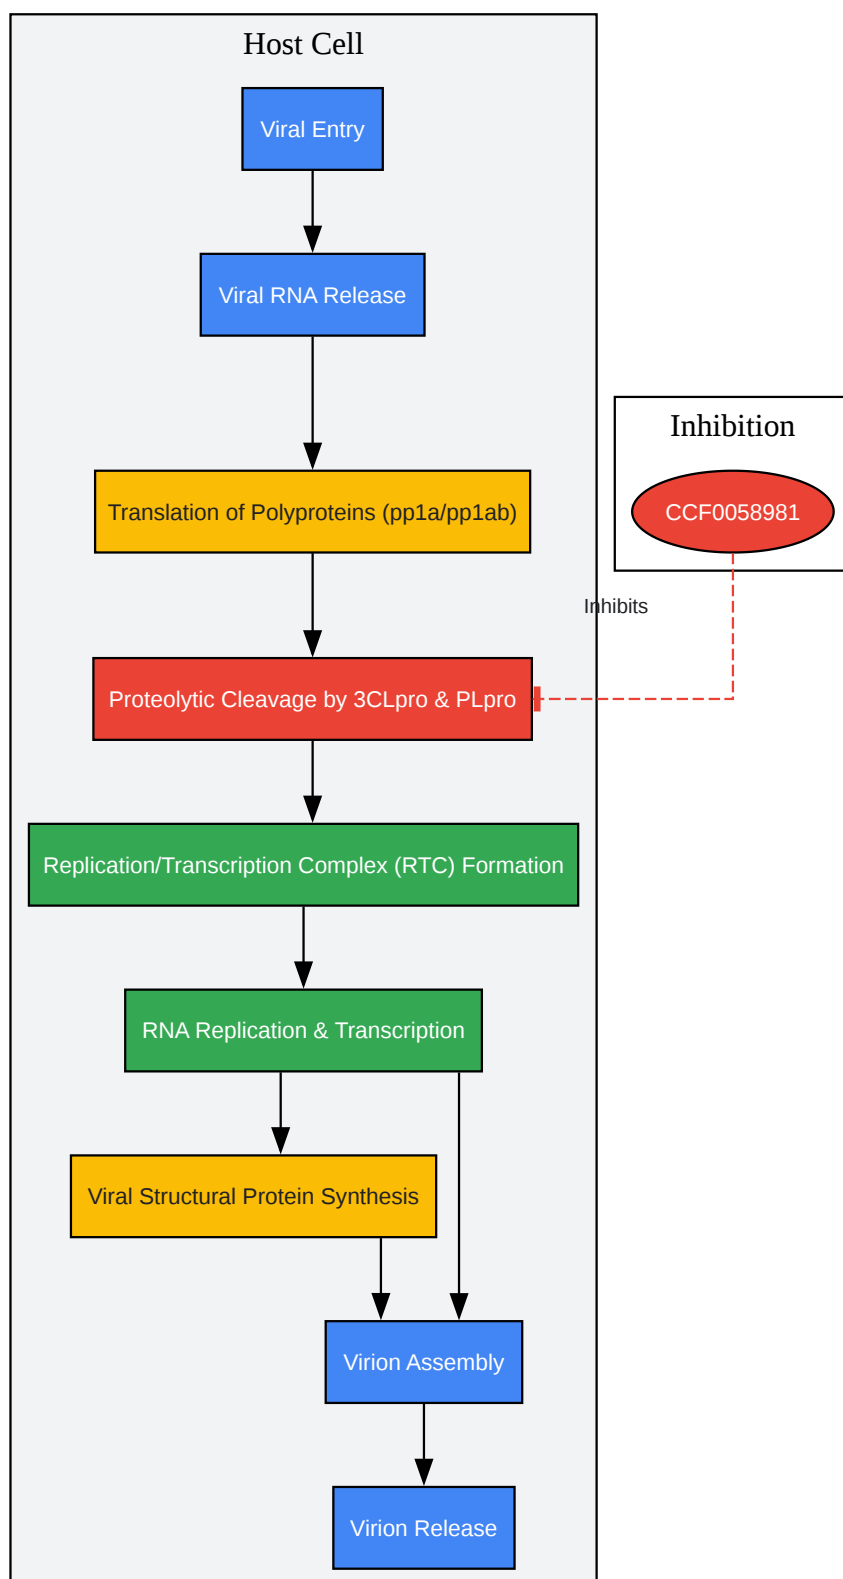 Host Cell
Viral Entry
Viral RNA Release
Inhibition
Translation of Polyproteins (pp1a/pp1ab)
CCF0058981
Inhibits
Proteolytic Cleavage by 3CLpro & PLpro
Replication/Transcription Complex (RTC) Formation
RNA Replication & Transcription
Viral Structural Protein Synthesis
Virion Assembly
Virion Release